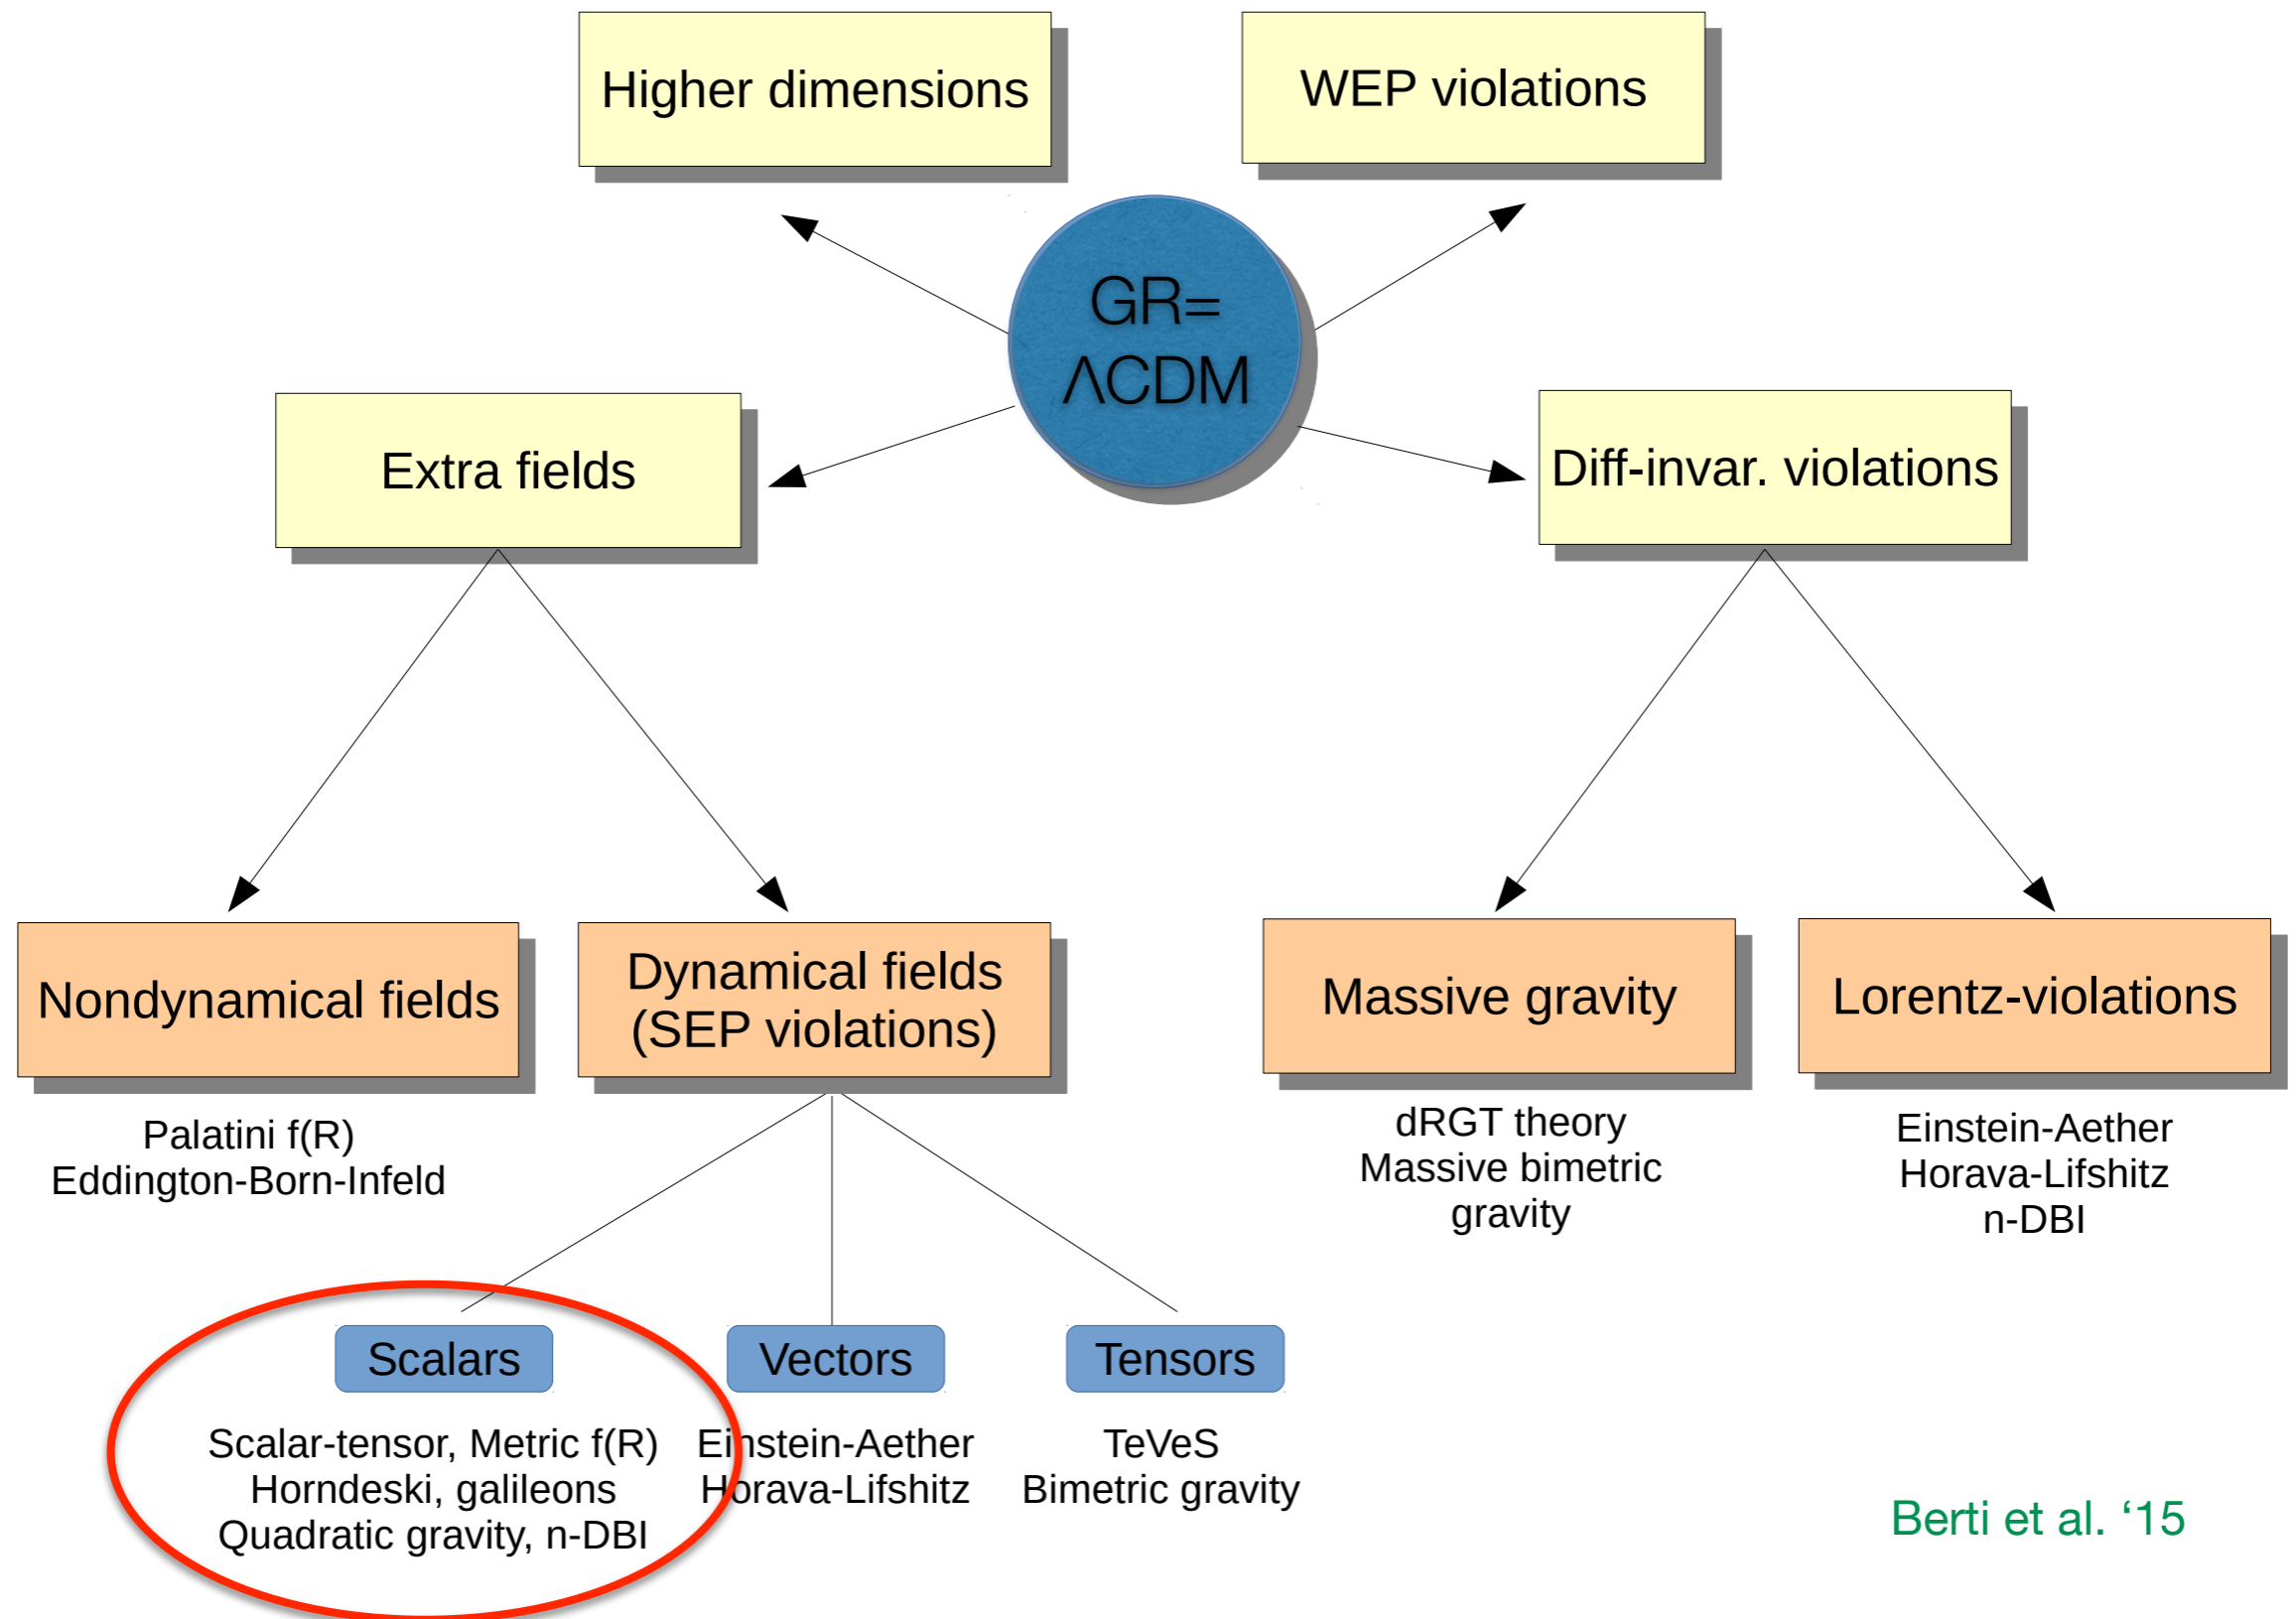 Higher dimensions
WEP violations
GR=
ΛCDM
Extra fields
Diff-invar. violations
Nondynamical fields
Dynamical fields
(SEP violations)
Massive gravity
Lorentz-violations
Palatini f(R)
Eddington-Born-Infeld
dRGT theory
Massive bimetric
gravity
Einstein-Aether
Horava-Lifshitz
n-DBI
Scalars
Vectors
Tensors
Scalar-tensor, Metric f(R)
Horndeski, galileons
Quadratic gravity, n-DBI
Einstein-Aether
Horava-Lifshitz
TeVeS
Bimetric gravity
Berti et al. ‘15